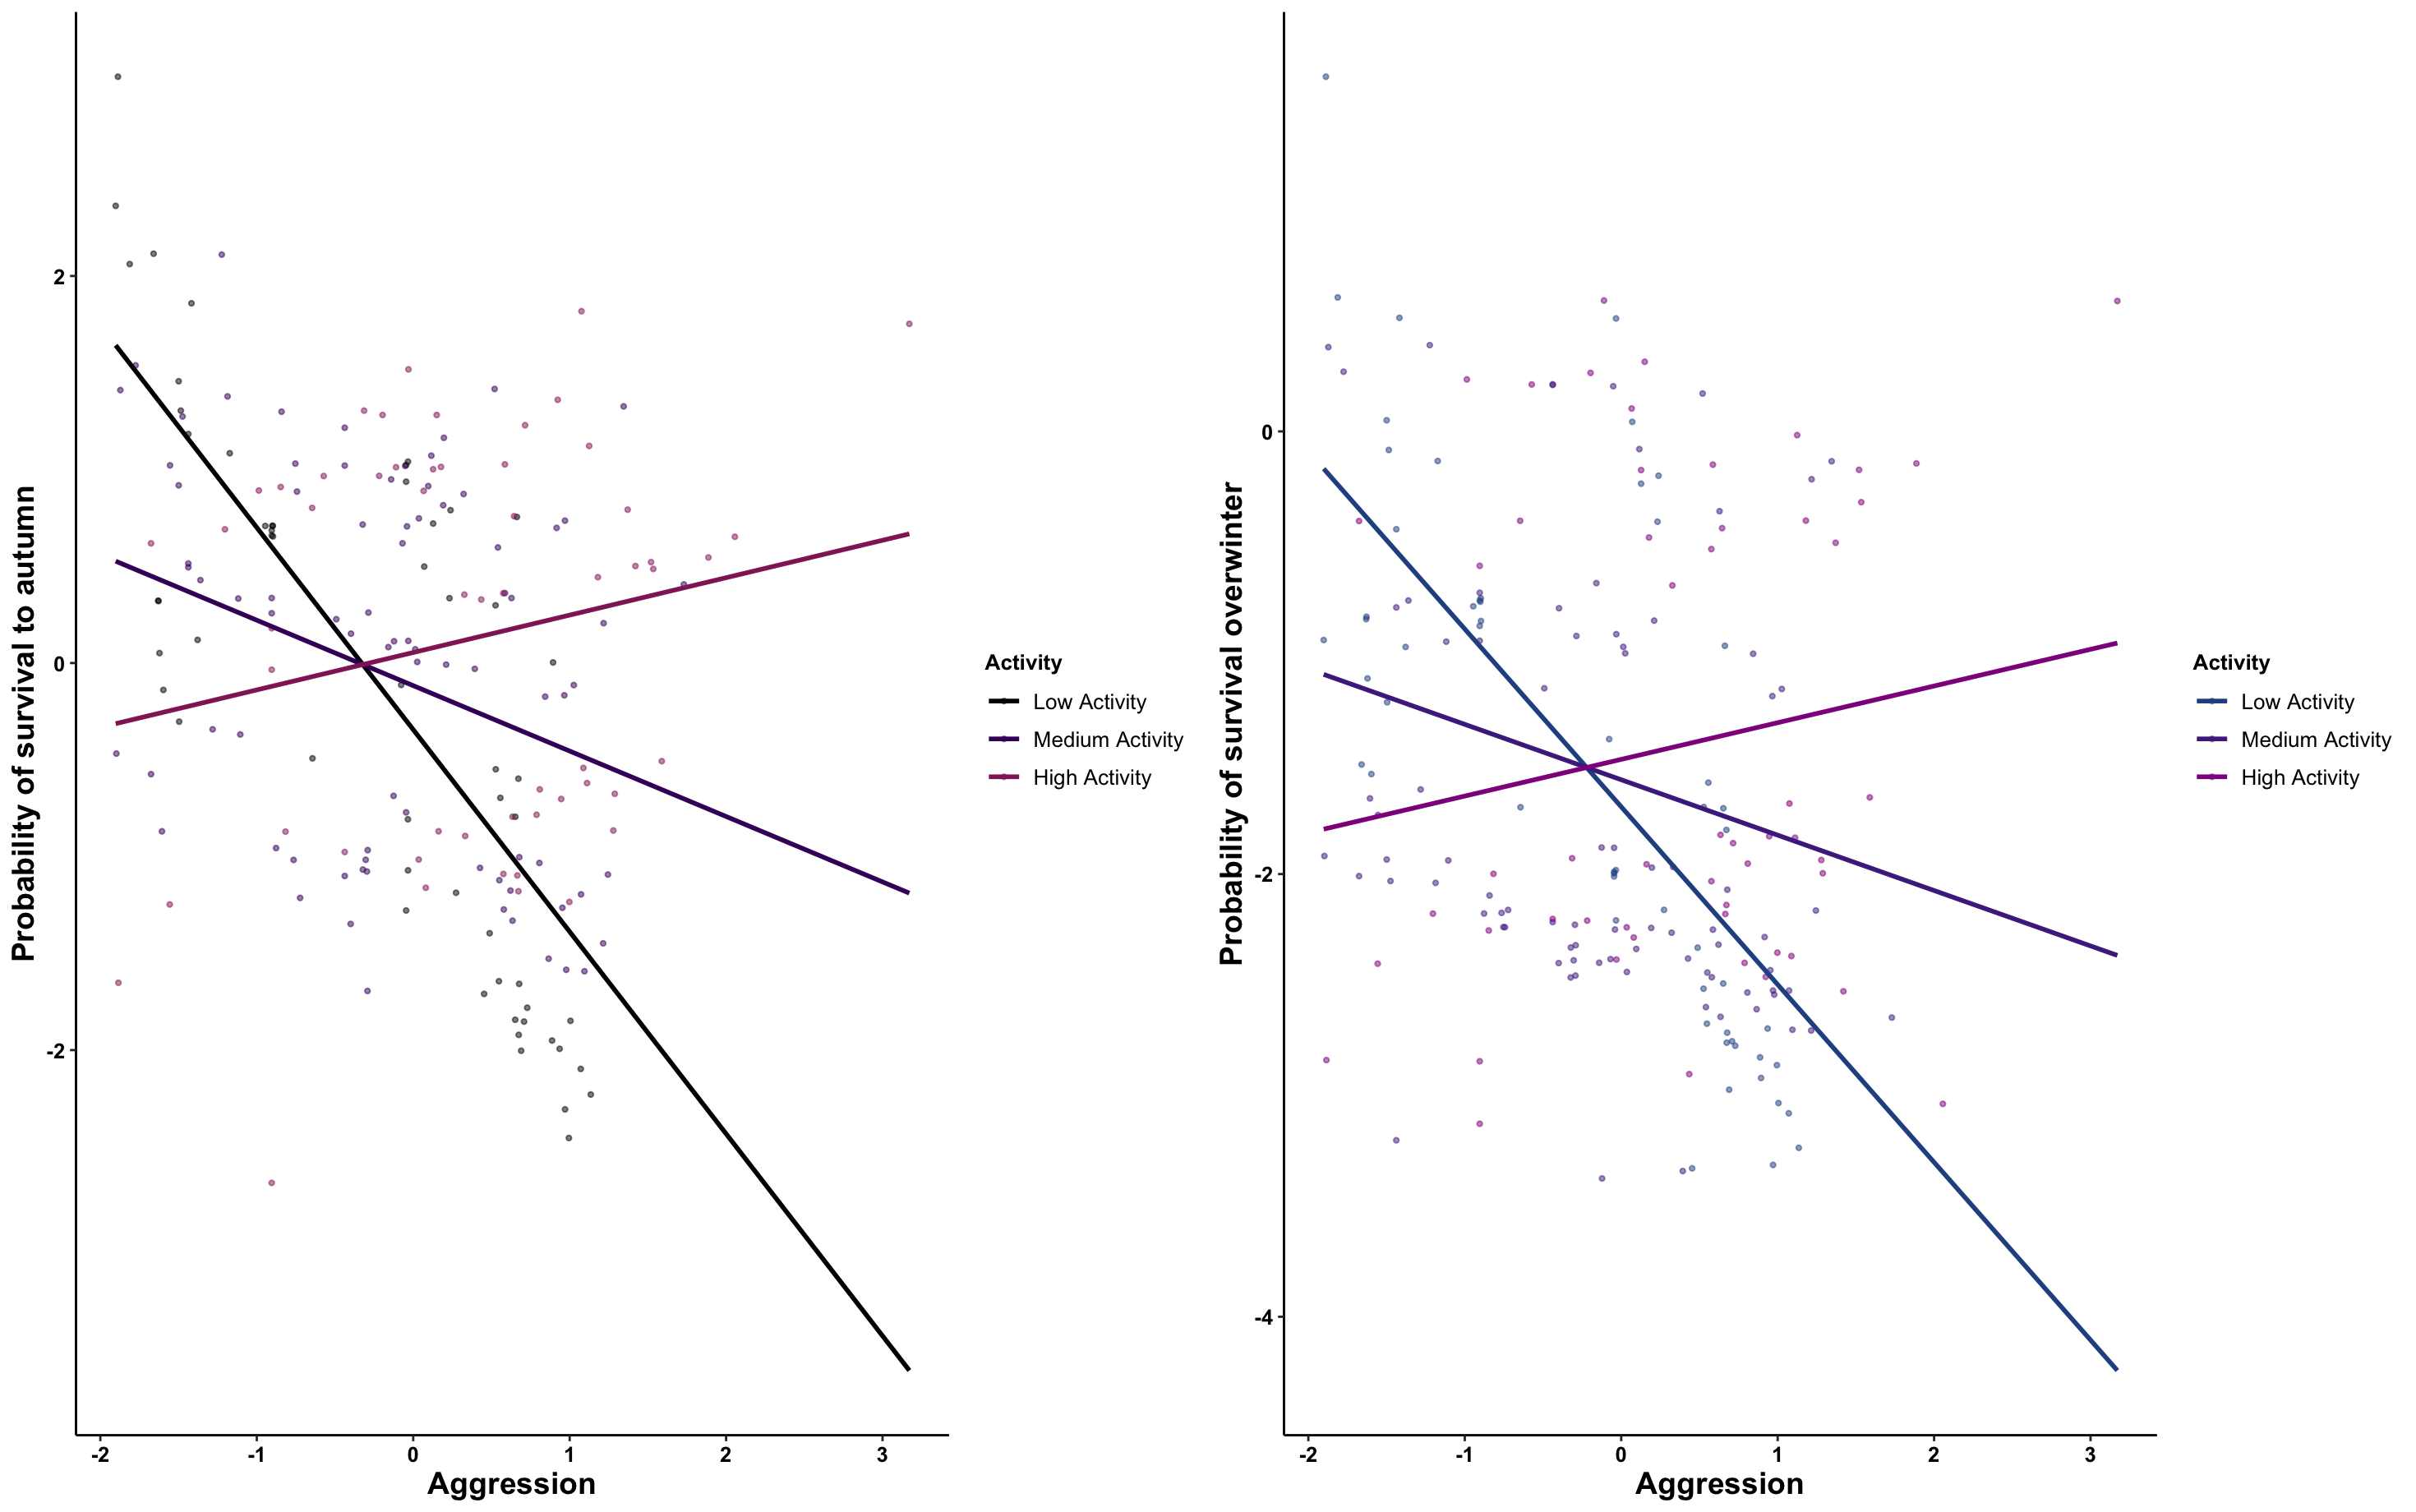 Probability of survival to autumn
2
0
-2
-2
-1
0
1
2
3
Aggression
Activity
Low Activity
Medium Activity
High Activity
Probability of survival overwinter
0
-2
-4
-2
-1
0
1
2
3
Aggression
Activity
Low Activity
Medium Activity
High Activity